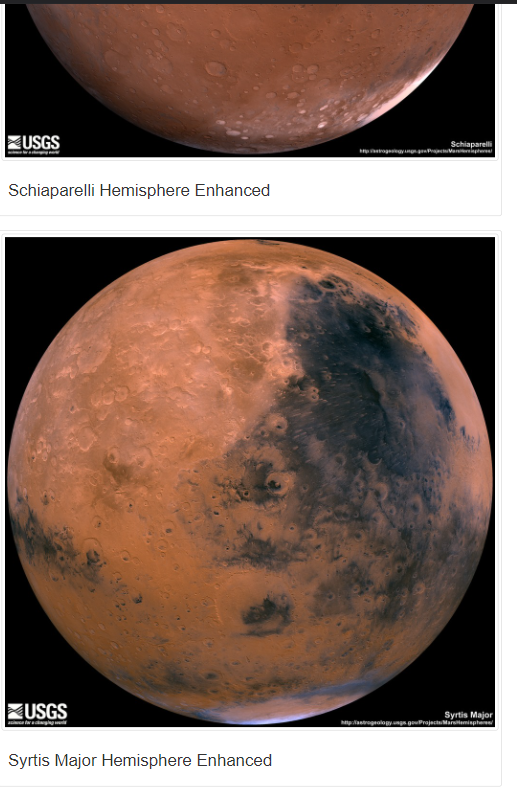 USGS
science for a changing world
Schiaparelli
http://astrogeology.usgs.gov/Projects/MarsHemispheres/
Schiaparelli Hemisphere Enhanced
USGS
science for a changing world
Syrtis Major
http://astrogeology.usgs.gov/Projects/MarsHemispheres/
Syrtis Major Hemisphere Enhanced